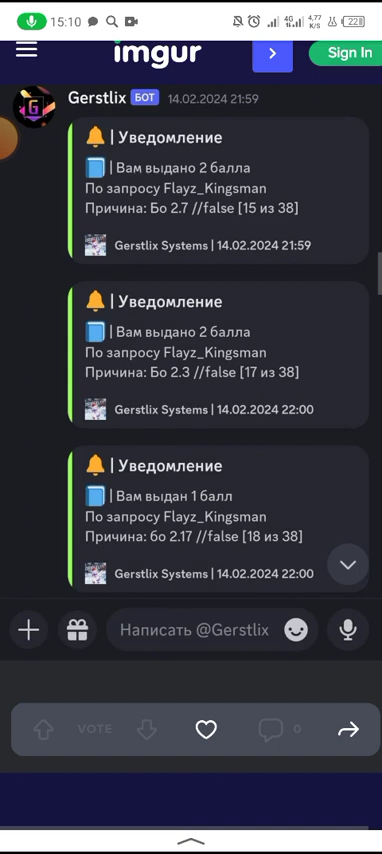 15:10
4G
4,77
K/S
22
imgur
Sign In
Gerstlix БОТ 14.02.2024 21:59
| Уведомление
| Вам выдано 2 балла
По запросу Flayz_Kingsman
Причина: Бо 2.7 //false [15 из 38]
Gerstlix Systems | 14.02.2024 21:59
| Уведомление
| Вам выдано 2 балла
По запросу Flayz_Kingsman
Причина: Бо 2.3 //false [17 из 38]
Gerstlix Systems | 14.02.2024 22:00
| Уведомление
| Вам выдан 1 балл
По запросу Flayz_Kingsman
Причина: бо 2.17 //false [18 из 38]
Gerstlix Systems | 14.02.2024 22:00
Написать @Gerstlix
VOTE
0